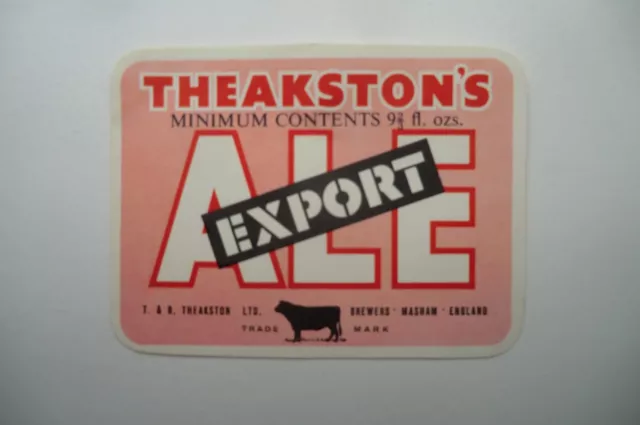 THEAKSTON'S
MINIMUM CONTENTS 9⅔ fl. ozs.
ALE
EXPORT
T. & R. THEAKSTON LTD. BREWERS · MASHAM · ENGLAND
TRADE MARK